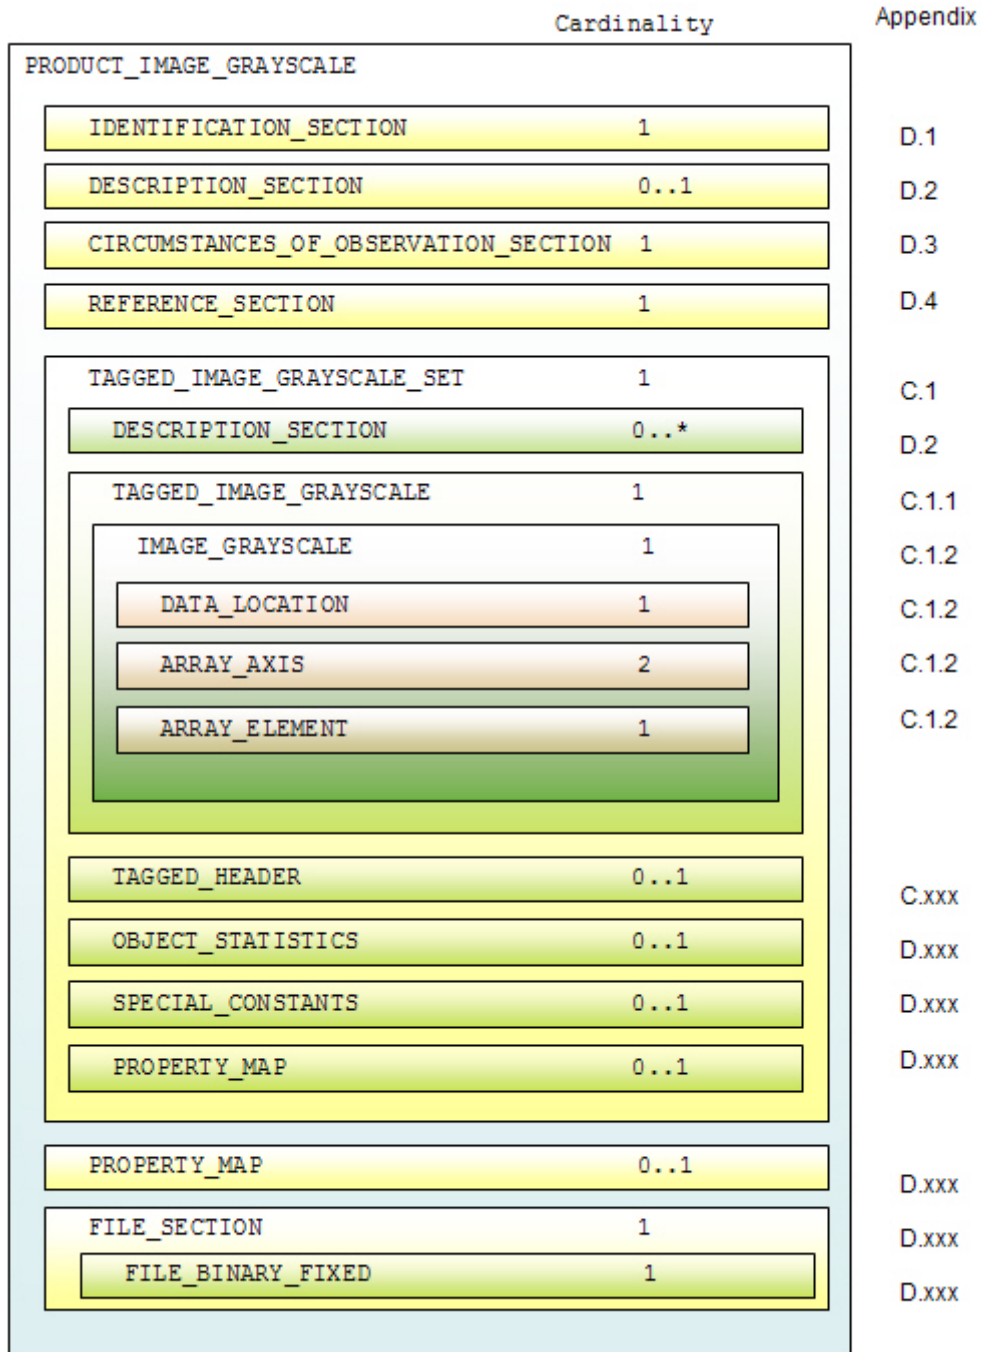 Cardinality Appendix
PRODUCT_IMAGE_GRAYSCALE
IDENTIFICATION_SECTION 1 D.1
DESCRIPTION_SECTION 0..1 D.2
CIRCUMSTANCES_OF_OBSERVATION_SECTION 1 D.3
REFERENCE_SECTION 1 D.4
TAGGED_IMAGE_GRAYSCALE_SET 1 C.1
DESCRIPTION_SECTION 0..* D.2
TAGGED_IMAGE_GRAYSCALE 1 C.1.1
IMAGE_GRAYSCALE 1 C.1.2
DATA_LOCATION 1 C.1.2
ARRAY_AXIS 2 C.1.2
ARRAY_ELEMENT 1 C.1.2
TAGGED_HEADER 0..1 C.xxx
OBJECT_STATISTICS 0..1 D.xxx
SPECIAL_CONSTANTS 0..1 D.xxx
PROPERTY_MAP 0..1 D.xxx
PROPERTY_MAP 0..1 D.xxx
FILE_SECTION 1 D.xxx
FILE_BINARY_FIXED 1 D.xxx